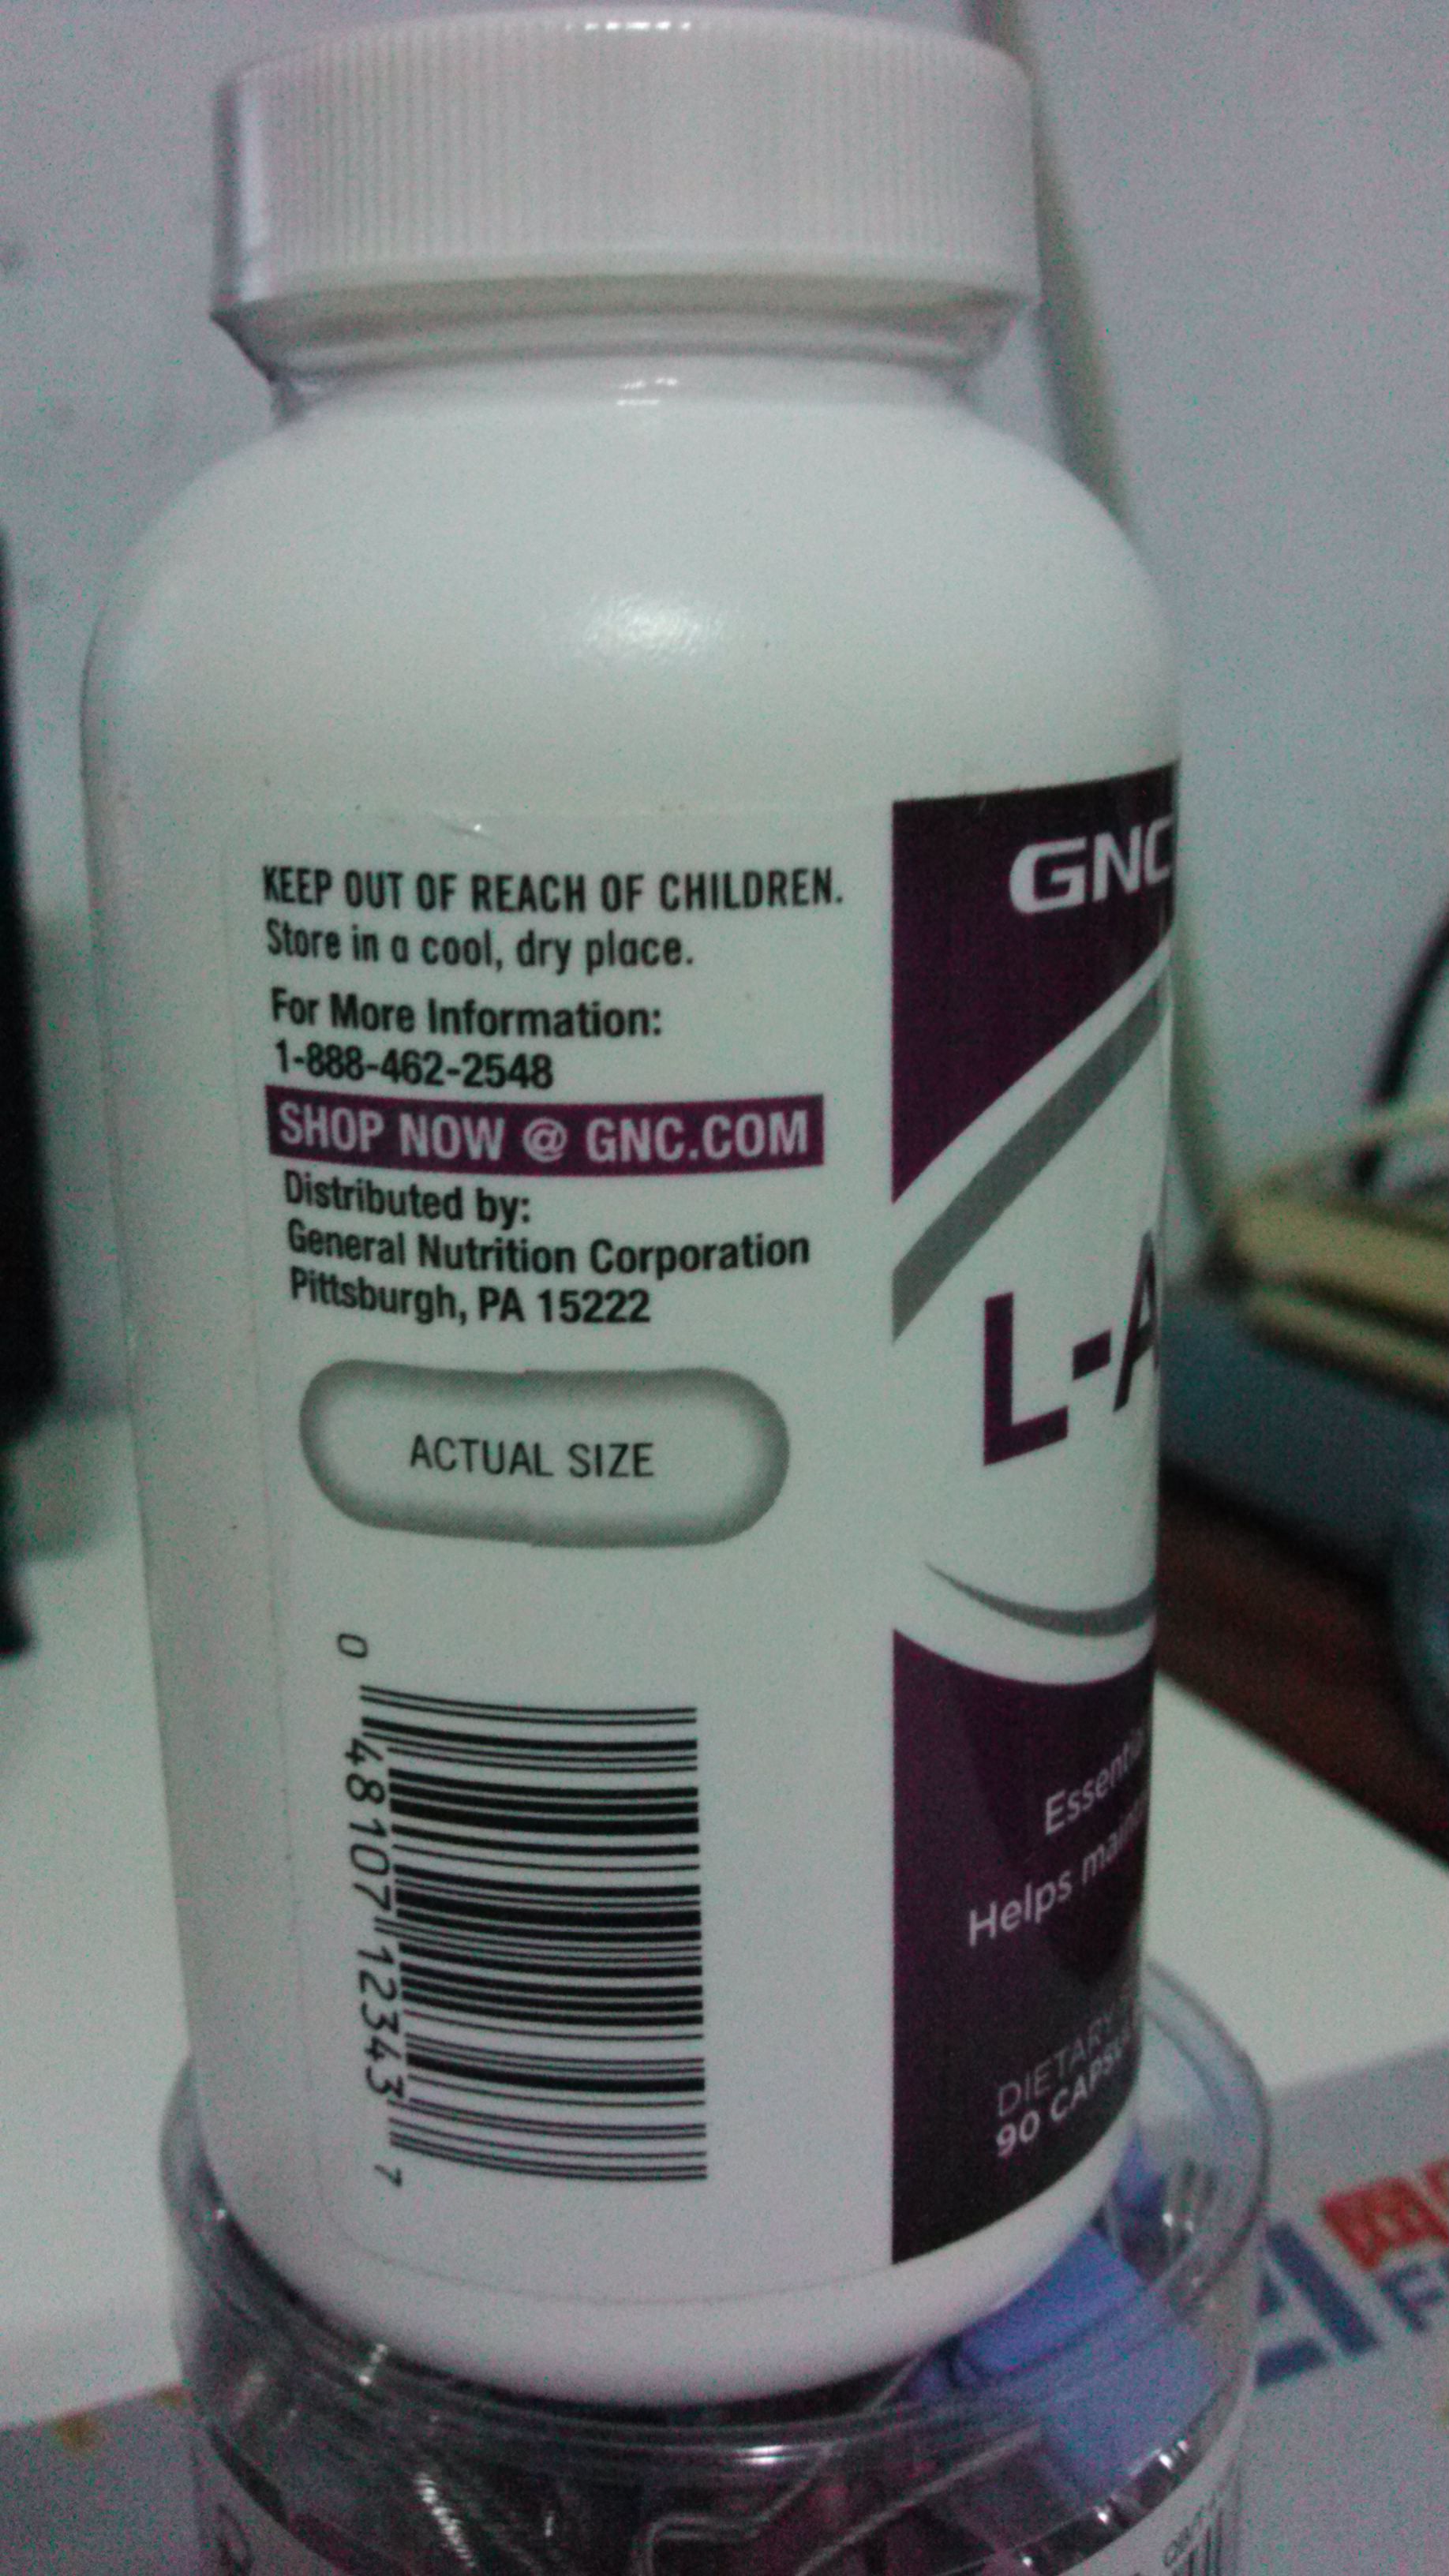 KEEP OUT OF REACH OF CHILDREN.
Store in a cool, dry place.
For More Information:
1-888-462-2548
SHOP NOW @ GNC.COM
Distributed by:
General Nutrition Corporation
Pittsburgh, PA 15222
ACTUAL SIZE
0 48107 12343 7
GNC
L-A
Helps
DIETARY
90